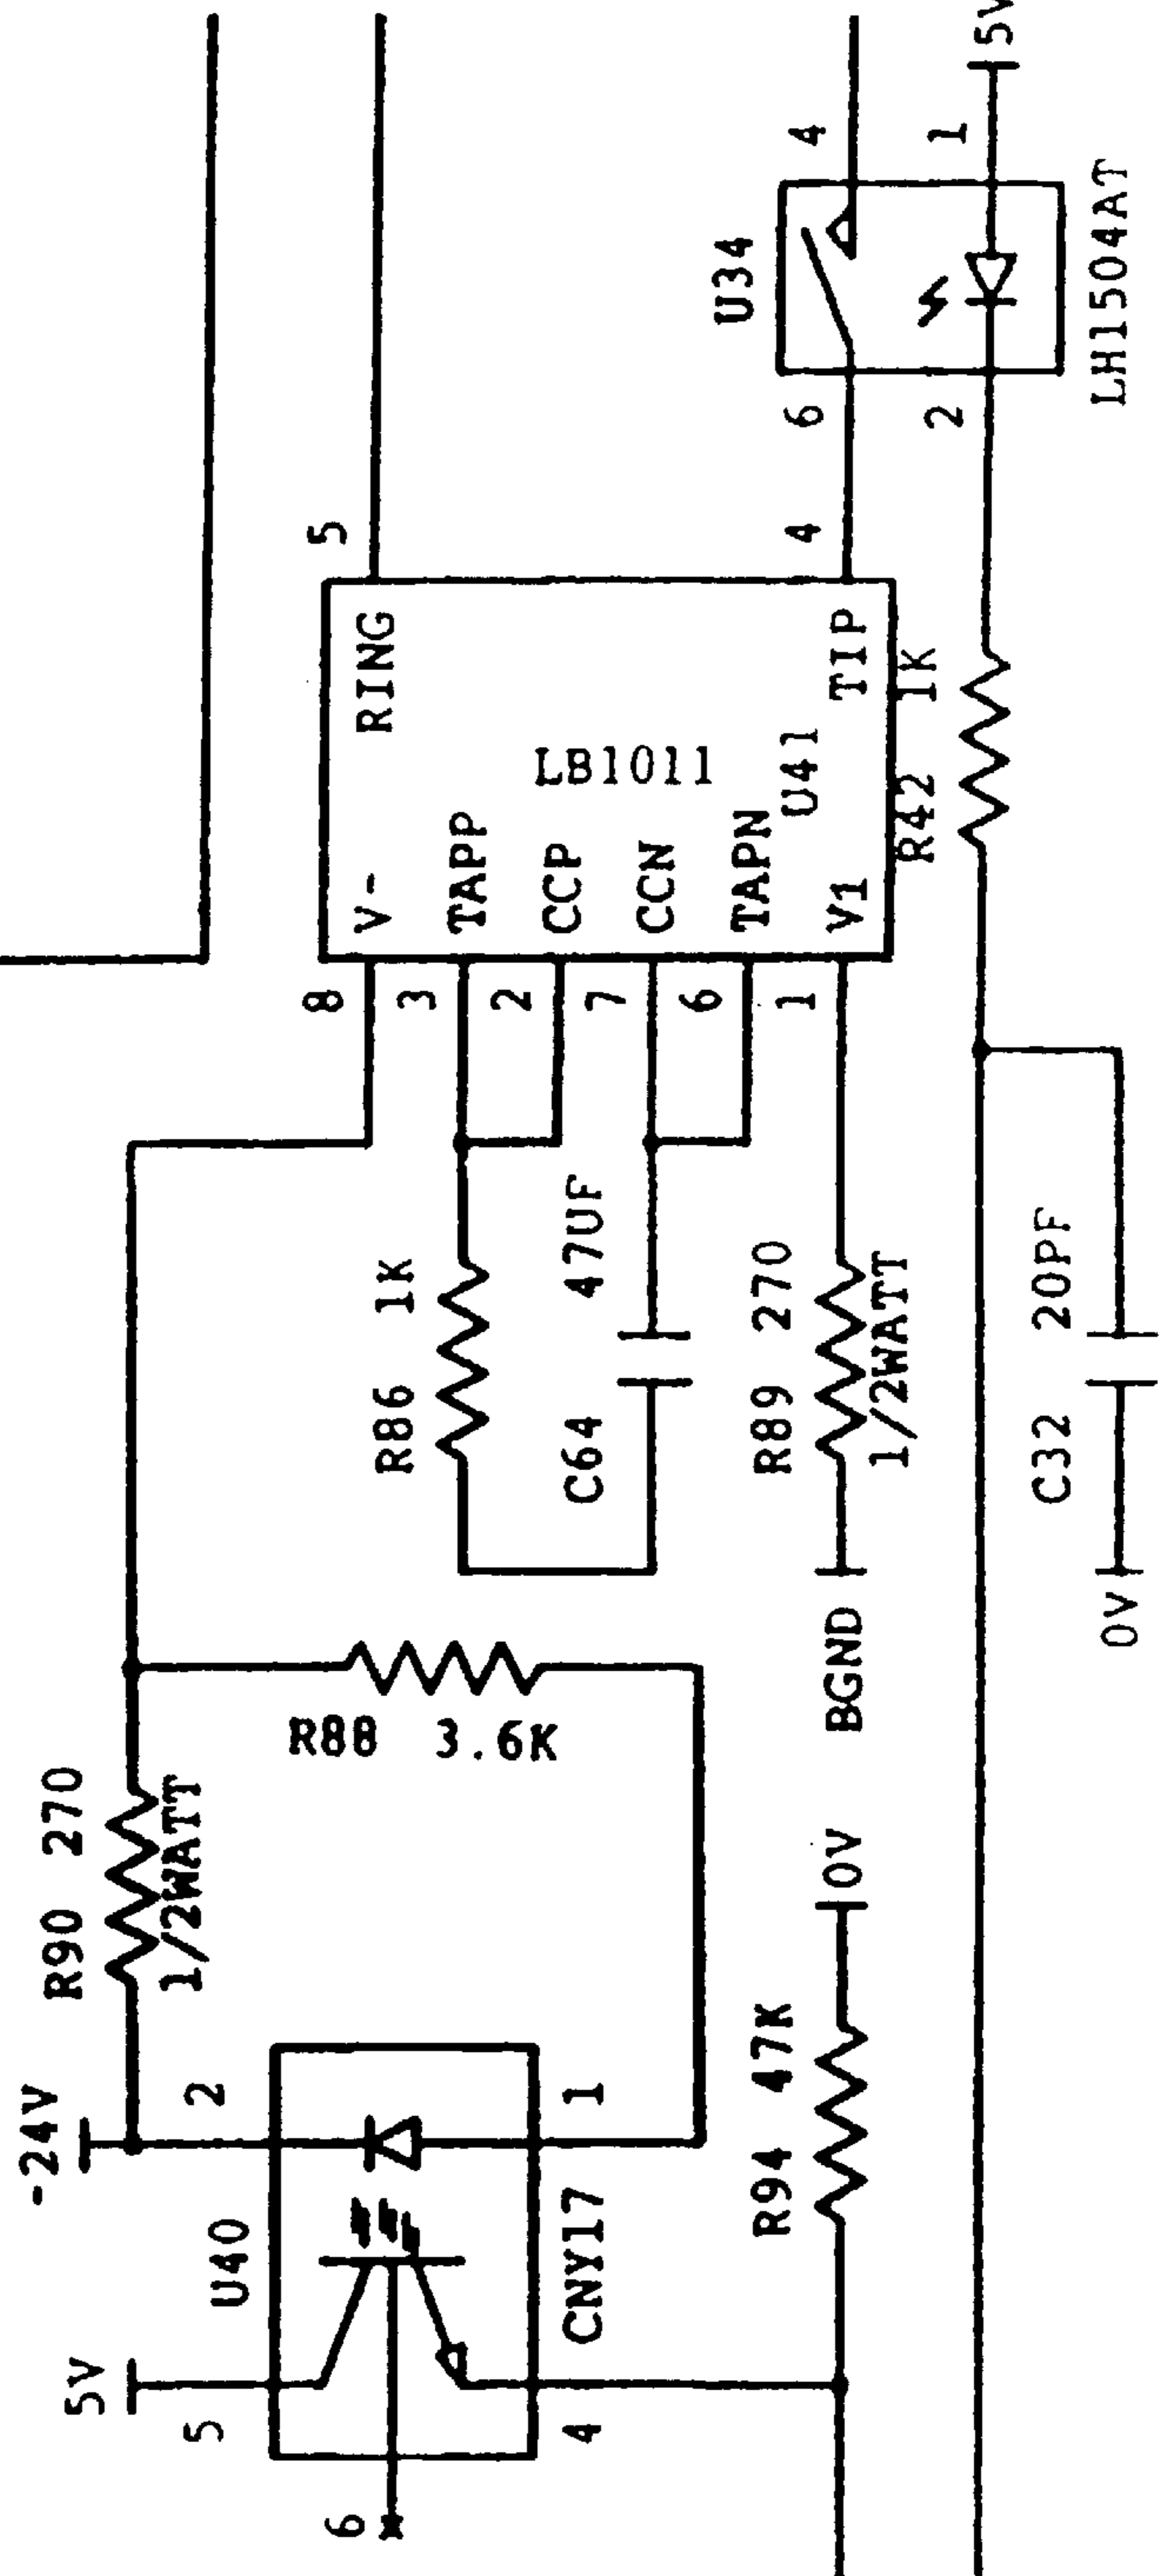 -24V
R90 270
1/2WATT
5V
5
U40
2
6
4
CNY17
1
R88 3.6K
R94 47K
0V
8
3
2
7
6
1
V-
TAPP
CCP
CCN
TAPN
V1
RING
LB1011
U41
TIP
5
4
R86 1K
C64 47UF
R89 270
1/2WATT
BGND
R42 1K
C32 20PF
0V
U34
6
4
2
1
5V
LH1504AT